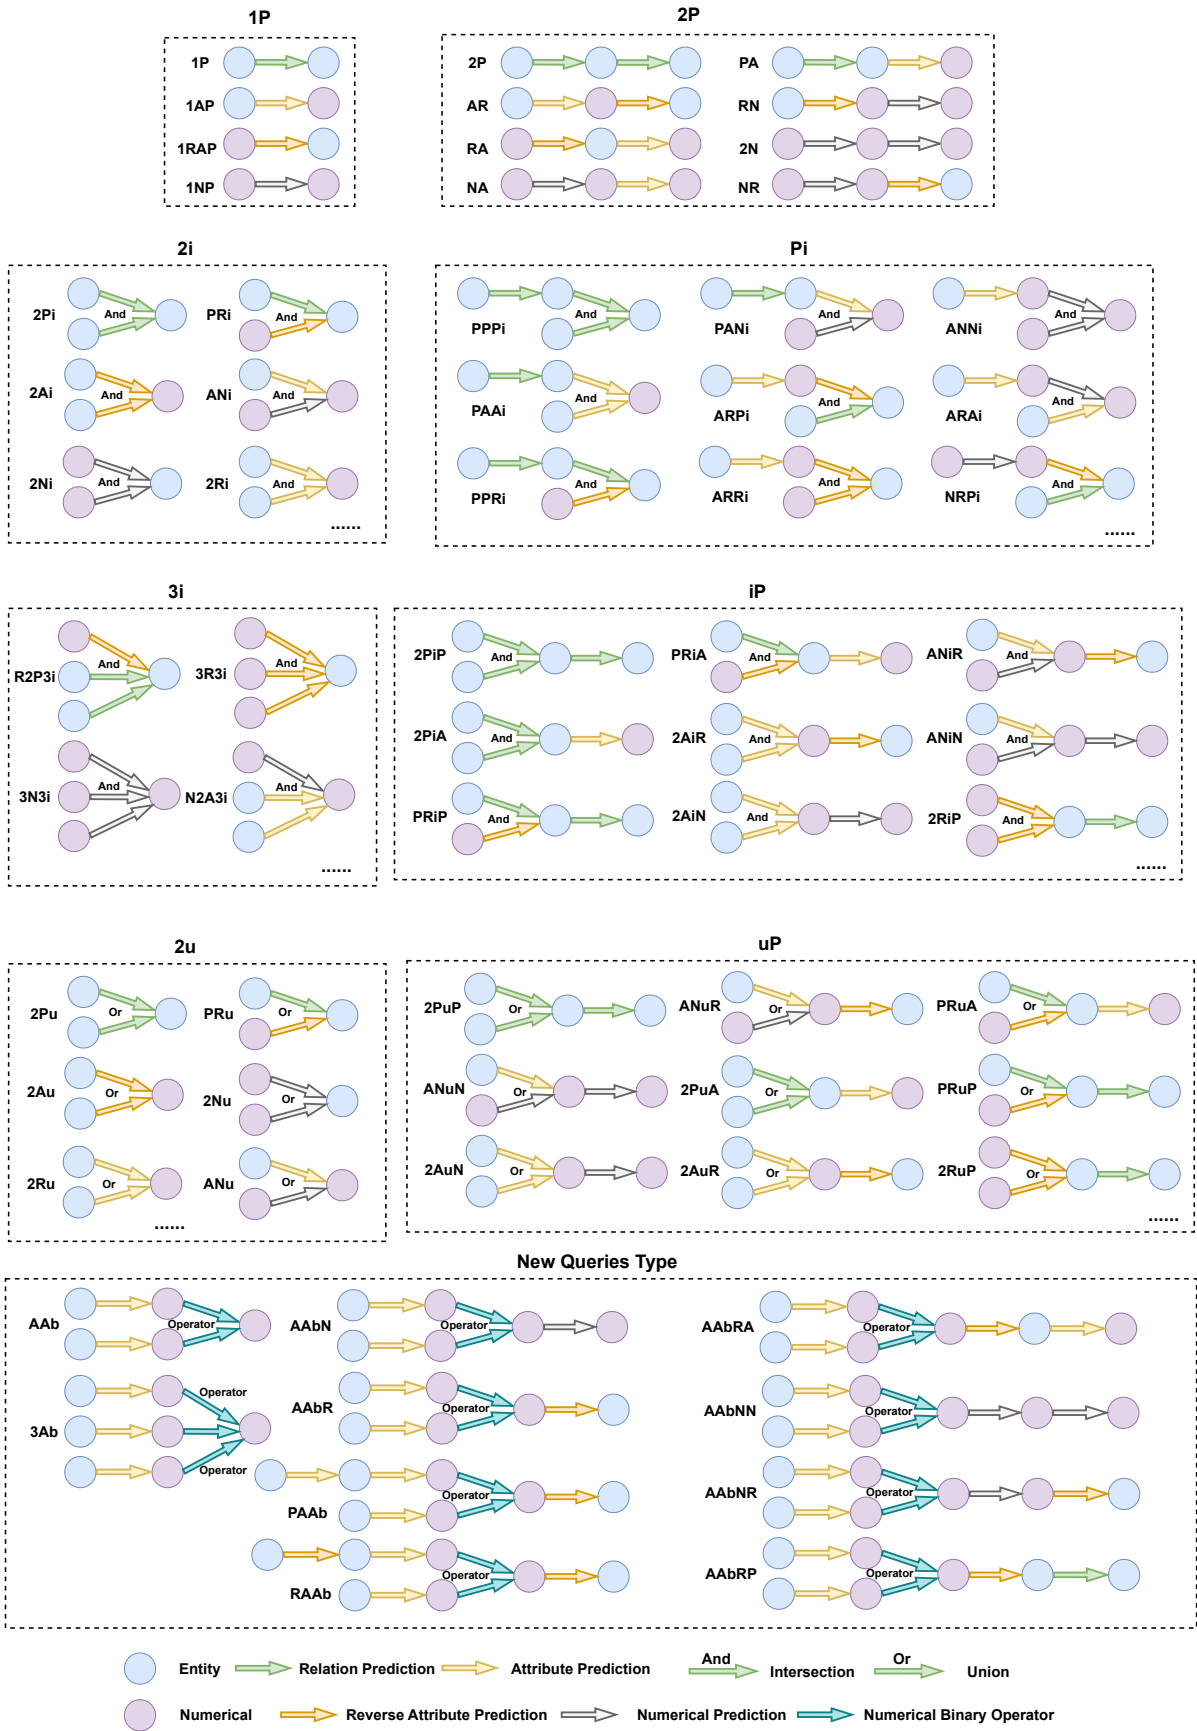 1P
1P
1AP
1RAP
1NP
2P
2P
PA
AR
RN
RA
2N
NA
NR
2i
2Pi
And
PRi
And
2Ai
And
ANi
And
2Ni
And
2Ri
And
......
Pi
PPPi
And
PANi
And
ANNi
And
PAAi
And
ARPi
And
ARAi
And
PPRi
And
ARRi
And
NRPi
And
......
3i
R2P3i
And
3R3i
And
3N3i
And
N2A3i
And
......
iP
2PiP
And
PRiA
And
ANiR
And
2PiA
And
2AiR
And
ANiN
And
PRiP
And
2AiN
And
2RiP
And
......
2u
2Pu
Or
PRu
Or
2Au
Or
2Nu
Or
2Ru
Or
ANu
Or
......
uP
2PuP
Or
ANuR
Or
PRuA
Or
ANuN
Or
2PuA
Or
PRuP
Or
2AuN
Or
2AuR
Or
2RuP
Or
......
New Queries Type
AAb
Operator
AAbN
Operator
AAbRA
Operator
3Ab
Operator
Operator
AAbR
Operator
AAbNN
Operator
PAAb
Operator
AAbNR
Operator
RAAb
Operator
AAbRP
Operator
Entity
Relation Prediction
Attribute Prediction
And
Intersection
Or
Union
Numerical
Reverse Attribute Prediction
Numerical Prediction
Numerical Binary Operator